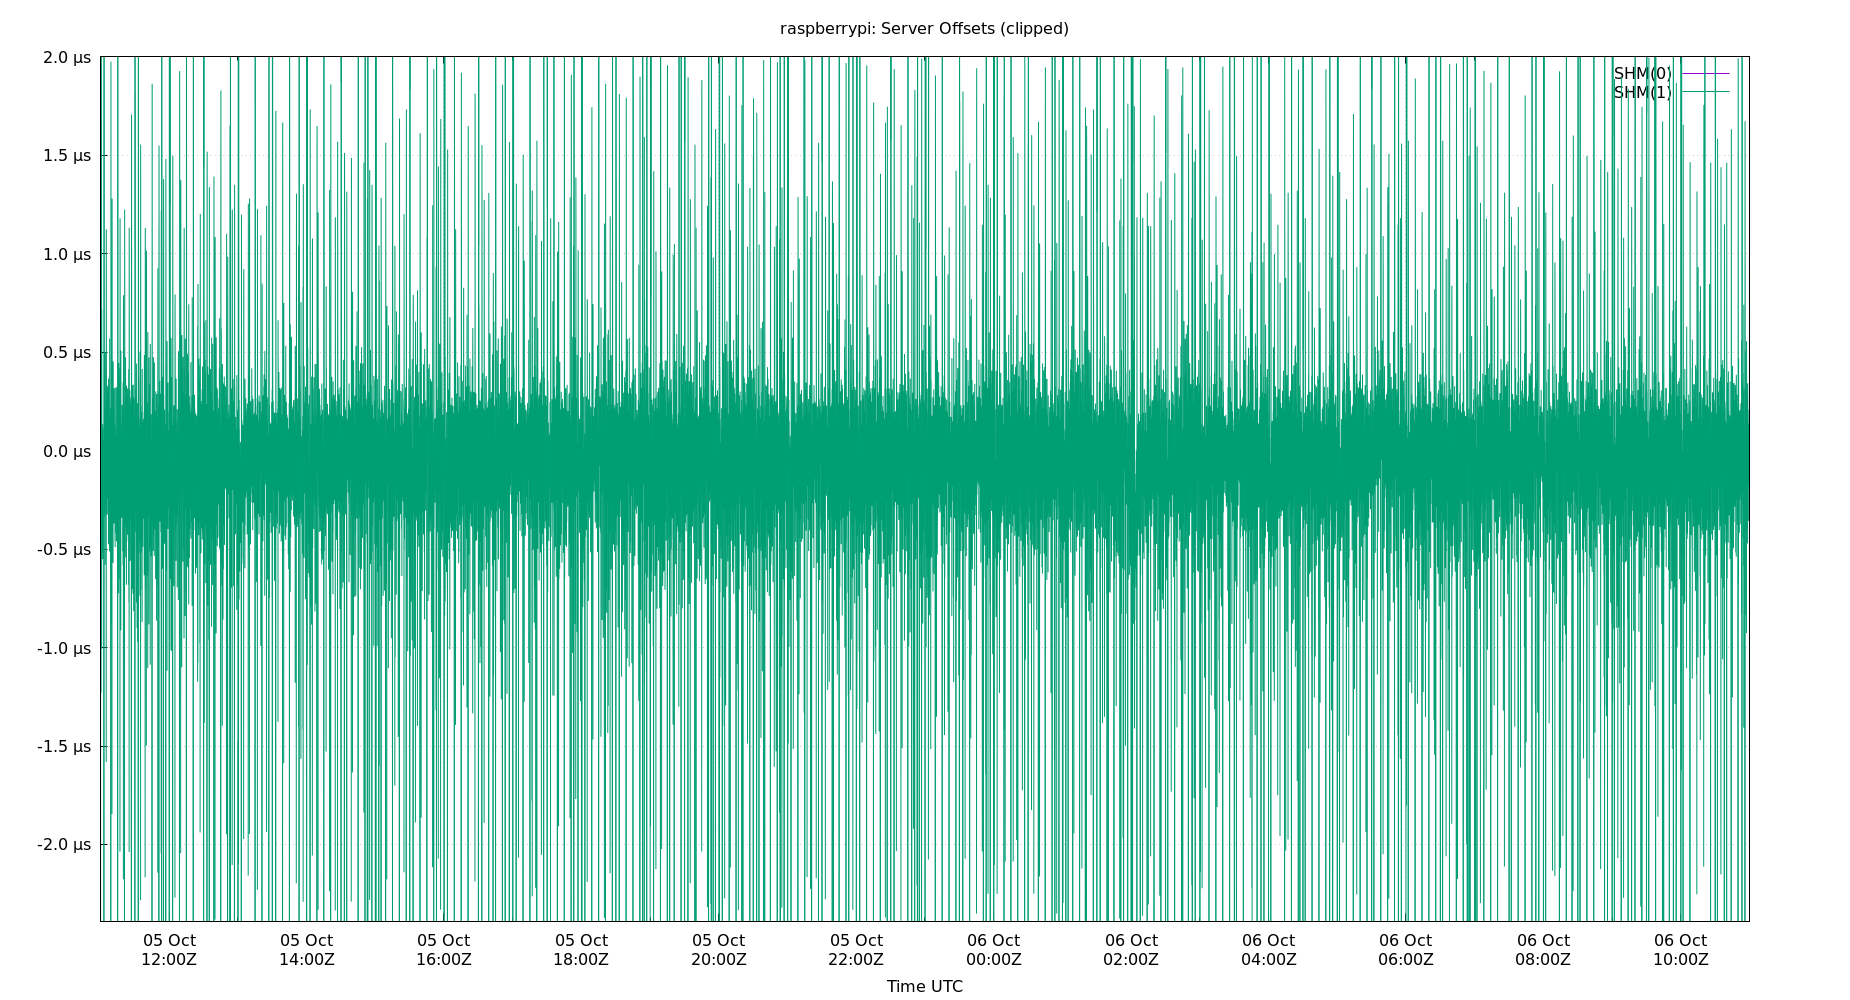 raspberrypi: Server Offsets (clipped)
2.0 µs
SHM(0)
SHM(1)
1.5 µs
1.0 µs
0.5 µs
0.0 µs
-0.5 µs
-1.0 µs
-1.5 µs
-2.0 µs
05 Oct 05 Oct 05 Oct 05 Oct 05 Oct 05 Oct 06 Oct 06 Oct 06 Oct 06 Oct 06 Oct 06 Oct
12:00Z 14:00Z 16:00Z 18:00Z 20:00Z 22:00Z 00:00Z 02:00Z 04:00Z 06:00Z 08:00Z 10:00Z
Time UTC